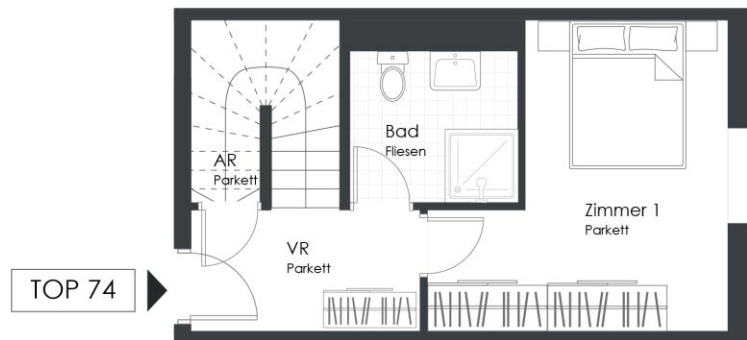 Bad
Fliesen
AR
Parkett
Zimmer 1
Parkett
VR
Parkett
TOP 74